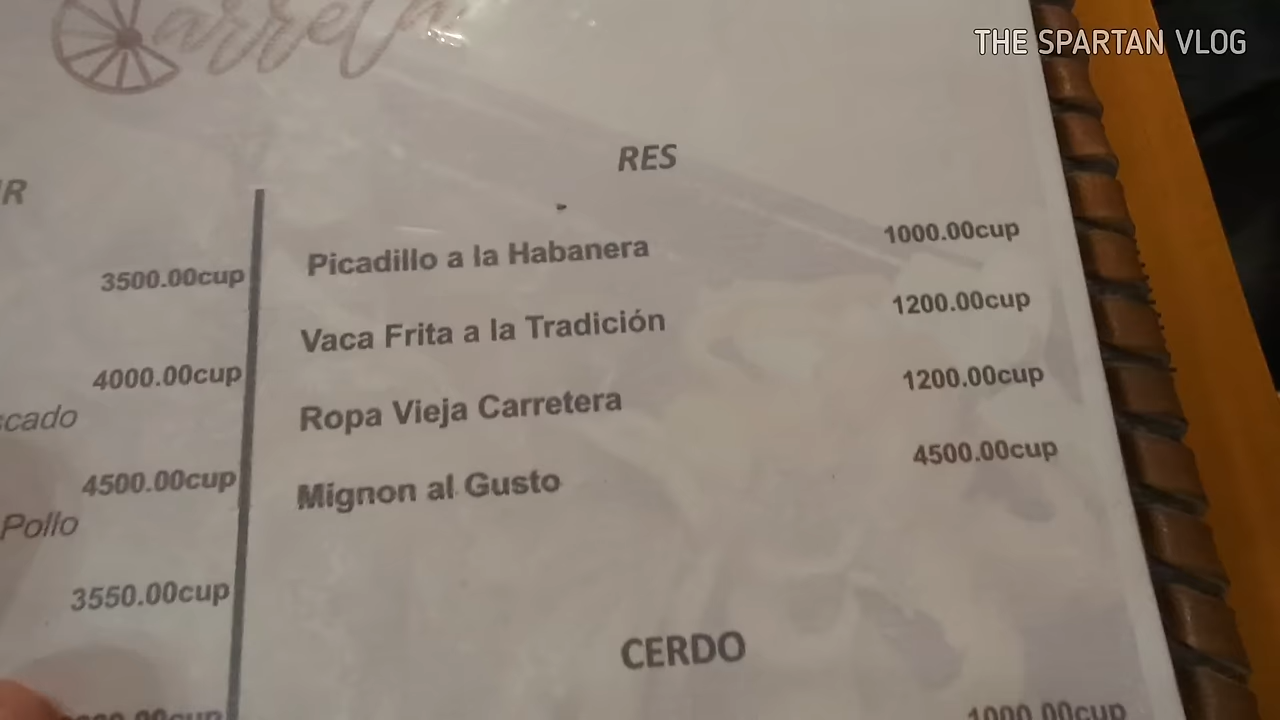 Carreta
THE SPARTAN VLOG
3500.00cup
4000.00cup
4500.00cup
Pollo
3550.00cup
RES
Picadillo a la Habanera 1000.00cup
Vaca Frita a la Tradición 1200.00cup
Ropa Vieja Carretera 1200.00cup
Mignon al Gusto 4500.00cup
CERDO
1000.00cup